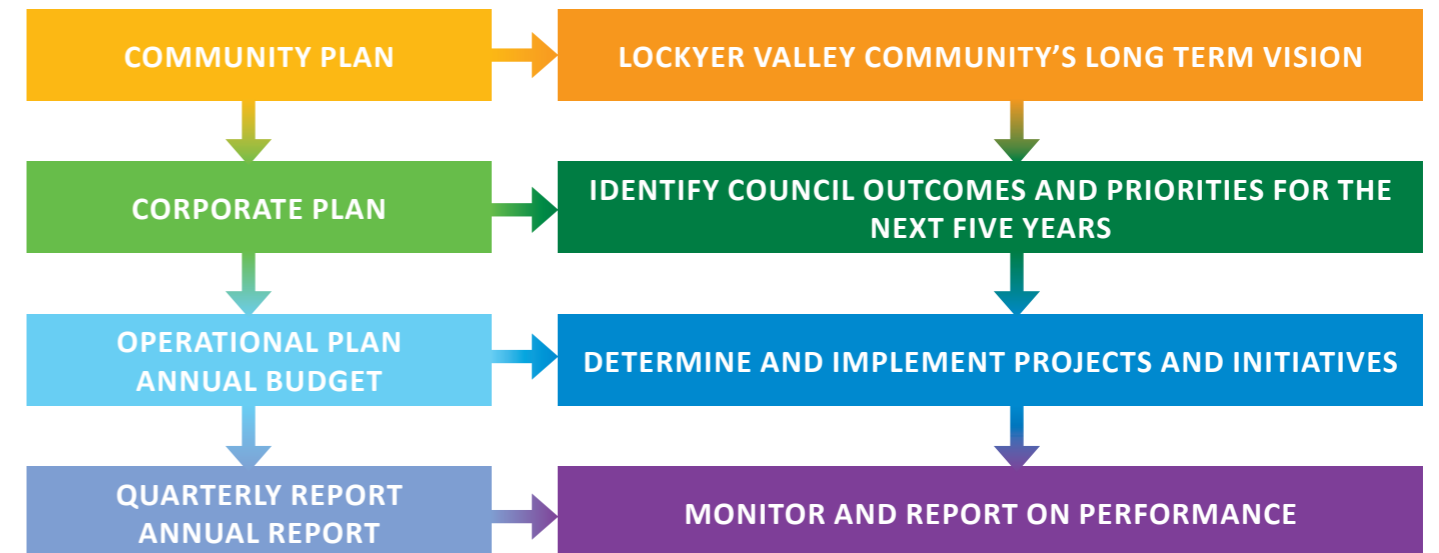 COMMUNITY PLAN
LOCKYER VALLEY COMMUNITY’S LONG TERM VISION
CORPORATE PLAN
IDENTIFY COUNCIL OUTCOMES AND PRIORITIES FOR THE
NEXT FIVE YEARS
OPERATIONAL PLAN
ANNUAL BUDGET
DETERMINE AND IMPLEMENT PROJECTS AND INITIATIVES
QUARTERLY REPORT
ANNUAL REPORT
MONITOR AND REPORT ON PERFORMANCE